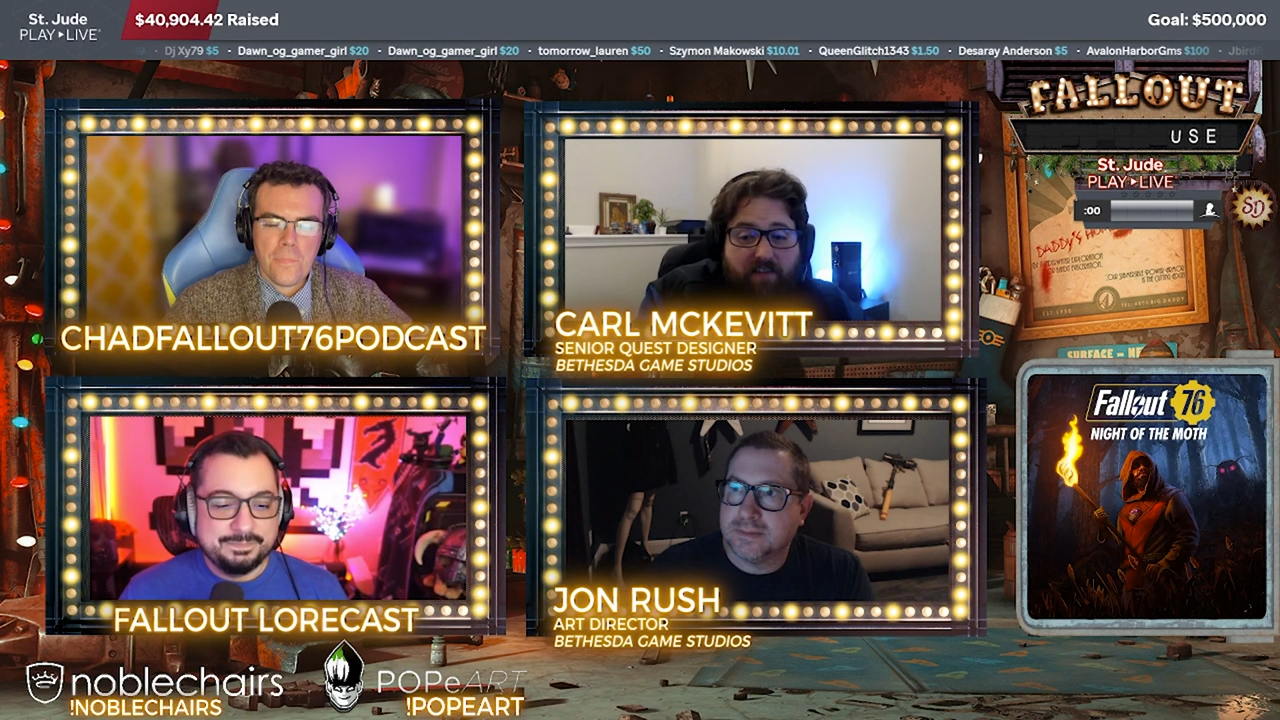 St. Jude
PLAY LIVE
$40,904.42 Raised
Goal: $500,000
Dj Xy79 $5 · Dawn_og_gamer_girl $20 · Dawn_og_gamer_girl $20 · tomorrow_lauren $50 · Szymon Makowski $10.01 · QueenGlitch1343 $1.50 · Desaray Anderson $5 · AvalonHarborGms $100
FALLOUT
USE
St. Jude
PLAY LIVE
:00
SD
DADDY'S
CHADFALLOUT76PODCAST
CARL MCKEVITT
SENIOR QUEST DESIGNER
BETHESDA GAME STUDIOS
Fallout 76
NIGHT OF THE MOTH
FALLOUT LORECAST
JON RUSH
ART DIRECTOR
BETHESDA GAME STUDIOS
noblechairs
!NOBLECHAIRS
POPeART
!POPEART